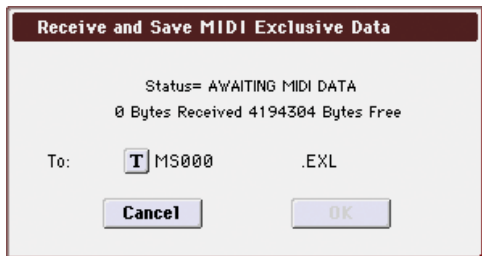 Receive and Save MIDI Exclusive Data
Status= AWAITING MIDI DATA
0 Bytes Received 4194304 Bytes Free
To: T MS000 .EXL
Cancel OK